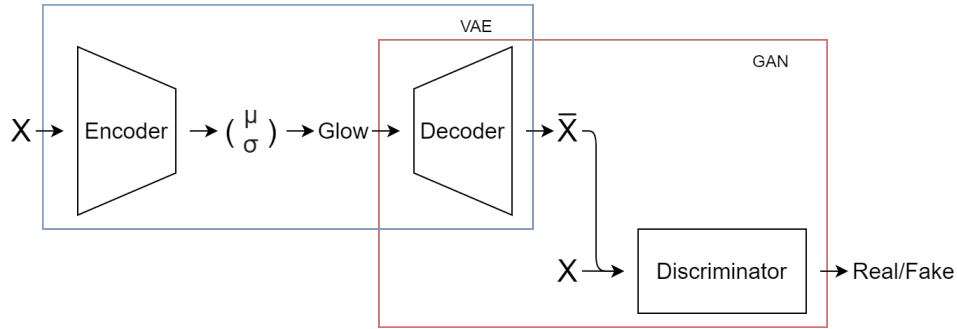 VAE
GAN
X Encoder ( μ σ ) Glow Decoder X̅
X Discriminator Real/Fake